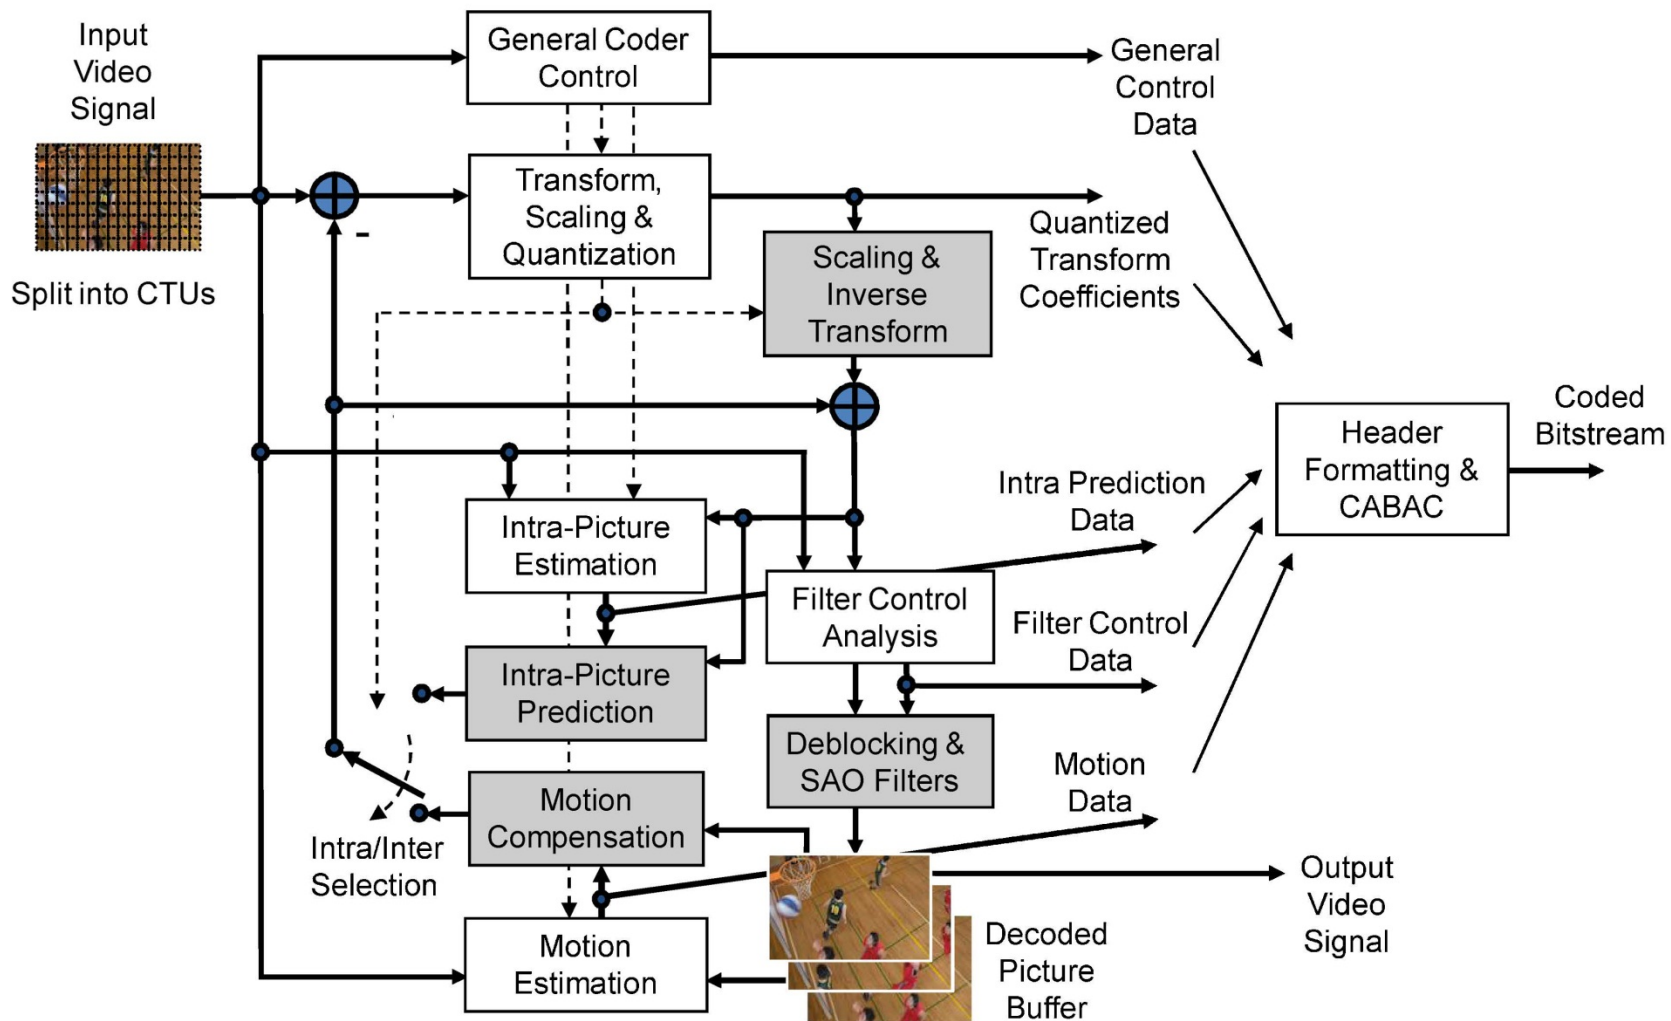 Input
Video
Signal
Split into CTUs
General Coder
Control
Transform,
Scaling &
Quantization
Scaling &
Inverse
Transform
-
Intra-Picture
Estimation
Intra-Picture
Prediction
Motion
Compensation
Motion
Estimation
Intra/Inter
Selection
Filter Control
Analysis
Deblocking &
SAO Filters
Decoded
Picture
Buffer
General
Control
Data
Quantized
Transform
Coefficients
Intra Prediction
Data
Filter Control
Data
Motion
Data
Output
Video
Signal
Header
Formatting &
CABAC
Coded
Bitstream